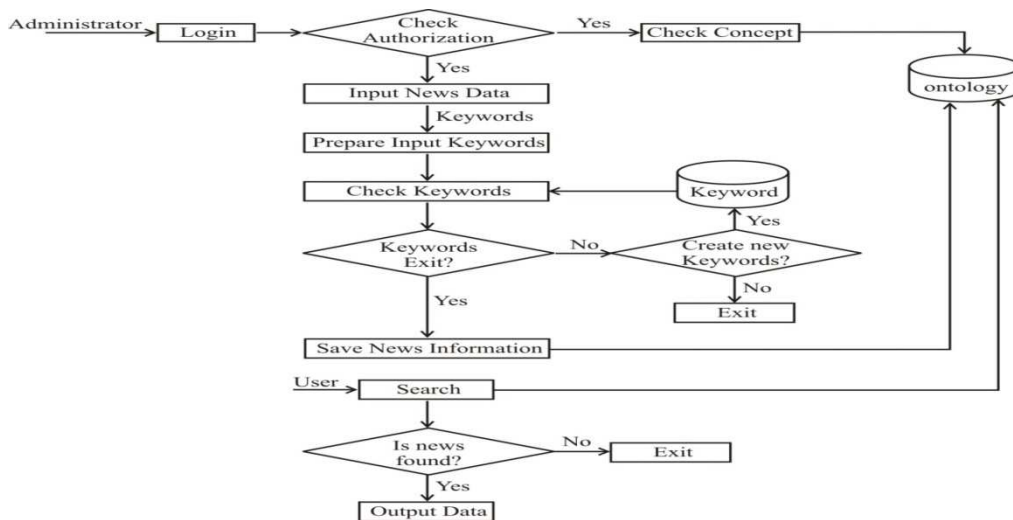 Administrator
Login
Check
Authorization
Yes
Check Concept
ontology
Yes
Input News Data
Keywords
Prepare Input Keywords
Check Keywords
Keyword
Yes
Keywords
Exit?
No
Create new
Keywords?
No
Exit
Yes
Save News Information
User
Search
Is news
found?
No
Exit
Yes
Output Data